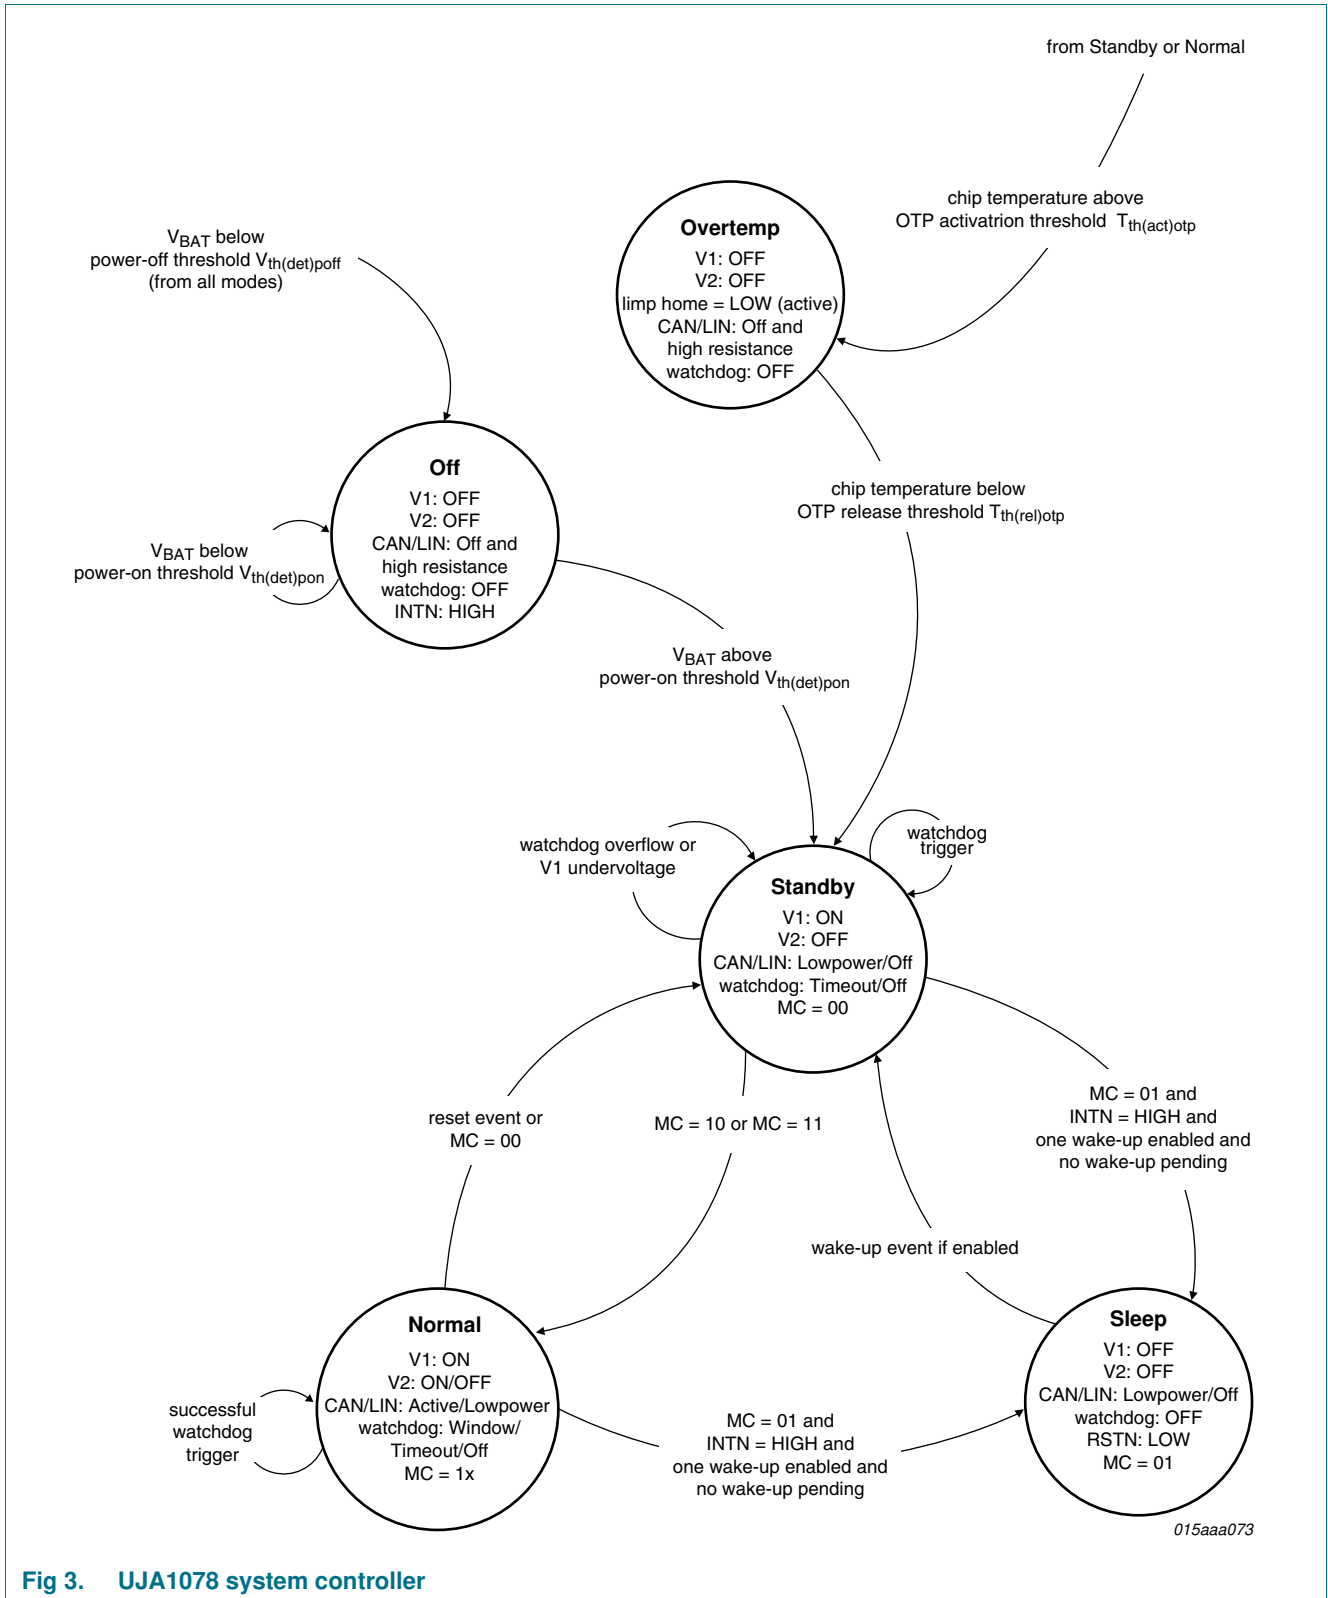 from Standby or Normal
chip temperature above
OTP activatrion threshold Tth(act)otp
Overtemp
V1: OFF
V2: OFF
limp home = LOW (active)
CAN/LIN: Off and
high resistance
watchdog: OFF
VBAT below
power-off threshold Vth(det)poff
(from all modes)
Off
V1: OFF
V2: OFF
CAN/LIN: Off and
high resistance
watchdog: OFF
INTN: HIGH
VBAT below
power-on threshold Vth(det)pon
chip temperature below
OTP release threshold Tth(rel)otp
VBAT above
power-on threshold Vth(det)pon
watchdog overflow or
V1 undervoltage
watchdog
trigger
Standby
V1: ON
V2: OFF
CAN/LIN: Lowpower/Off
watchdog: Timeout/Off
MC = 00
reset event or
MC = 00
MC = 10 or MC = 11
MC = 01 and
INTN = HIGH and
one wake-up enabled and
no wake-up pending
wake-up event if enabled
Normal
V1: ON
V2: ON/OFF
CAN/LIN: Active/Lowpower
watchdog: Window/
Timeout/Off
MC = 1x
successful
watchdog
trigger
MC = 01 and
INTN = HIGH and
one wake-up enabled and
no wake-up pending
Sleep
V1: OFF
V2: OFF
CAN/LIN: Lowpower/Off
watchdog: OFF
RSTN: LOW
MC = 01
015aaa073
Fig 3. UJA1078 system controller